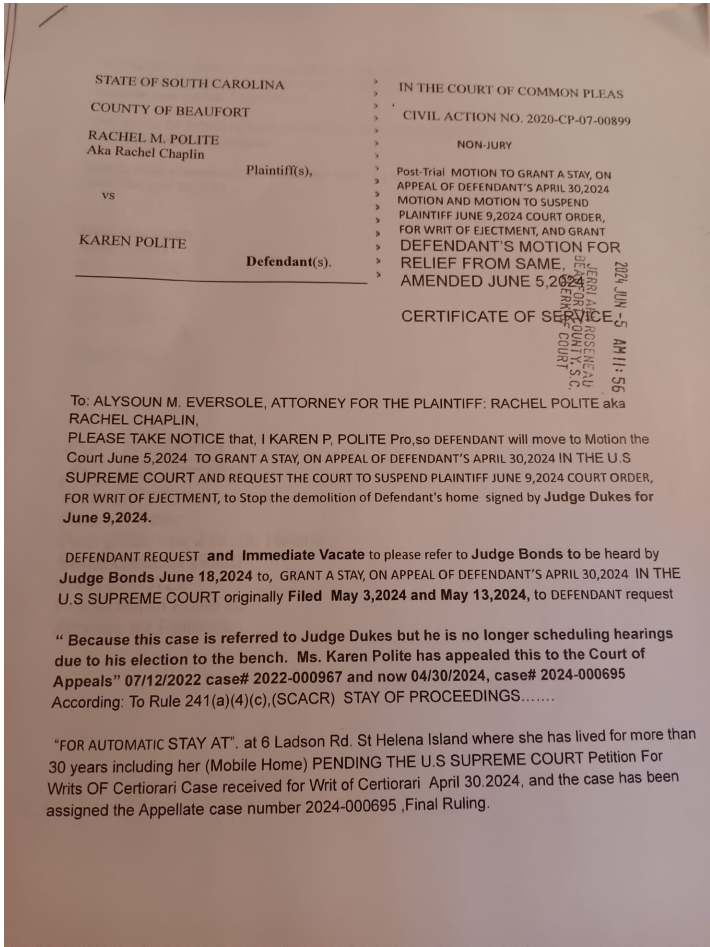 STATE OF SOUTH CAROLINA
COUNTY OF BEAUFORT
RACHEL M. POLITE
Aka Rachel Chaplin
Plaintiff(s),
vs
KAREN POLITE
Defendant(s).
IN THE COURT OF COMMON PLEAS
CIVIL ACTION NO. 2020-CP-07-00899
NON-JURY
Post-Trial MOTION TO GRANT A STAY, ON
APPEAL OF DEFENDANT'S APRIL 30,2024
MOTION AND MOTION TO SUSPEND
PLAINTIFF JUNE 9,2024 COURT ORDER,
FOR WRIT OF EJECTMENT, AND GRANT
DEFENDANT'S MOTION FOR
RELIEF FROM SAME,
AMENDED JUNE 5,2024
CERTIFICATE OF SERVICE
2024 JUN -5 AM 11: 56
JERRI ANN ROSENEAU
BEAUFORT COUNTY, S.C.
CLERK OF COURT
To: ALYSOUN M. EVERSOLE, ATTORNEY FOR THE PLAINTIFF: RACHEL POLITE aka
RACHEL CHAPLIN,
PLEASE TAKE NOTICE that, I KAREN P, POLITE Pro,so DEFENDANT will move to Motion the
Court June 5,2024 TO GRANT A STAY, ON APPEAL OF DEFENDANT'S APRIL 30,2024 IN THE U.S
SUPREME COURT AND REQUEST THE COURT TO SUSPEND PLAINTIFF JUNE 9,2024 COURT ORDER,
FOR WRIT OF EJECTMENT, to Stop the demolition of Defendant's home signed by Judge Dukes for
June 9,2024.
DEFENDANT REQUEST and Immediate Vacate to please refer to Judge Bonds to be heard by
Judge Bonds June 18,2024 to, GRANT A STAY, ON APPEAL OF DEFENDANT'S APRIL 30,2024 IN THE
U.S SUPREME COURT originally Filed May 3,2024 and May 13,2024, to DEFENDANT request
" Because this case is referred to Judge Dukes but he is no longer scheduling hearings
due to his election to the bench. Ms. Karen Polite has appealed this to the Court of
Appeals" 07/12/2022 case# 2022-000967 and now 04/30/2024, case# 2024-000695
According: To Rule 241(a)(4)(c),(SCACR) STAY OF PROCEEDINGS…….
"FOR AUTOMATIC STAY AT". at 6 Ladson Rd. St Helena Island where she has lived for more than
30 years including her (Mobile Home) PENDING THE U.S SUPREME COURT Petition For
Writs OF Certiorari Case received for Writ of Certiorari April 30.2024, and the case has been
assigned the Appellate case number 2024-000695 ,Final Ruling.